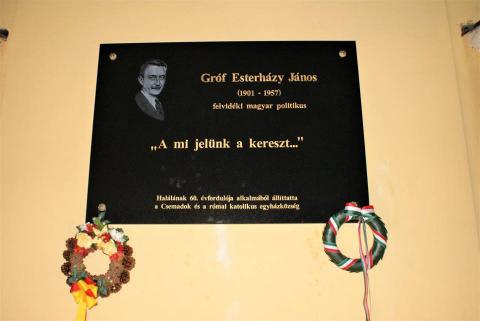 Gróf Esterházy János
(1901 - 1957)
felvidéki magyar politikus
„A mi jelünk a kereszt..."
Halálának 60. évfordulója alkalmából állíttatta
a Csemadok és a római katolikus egyházközség